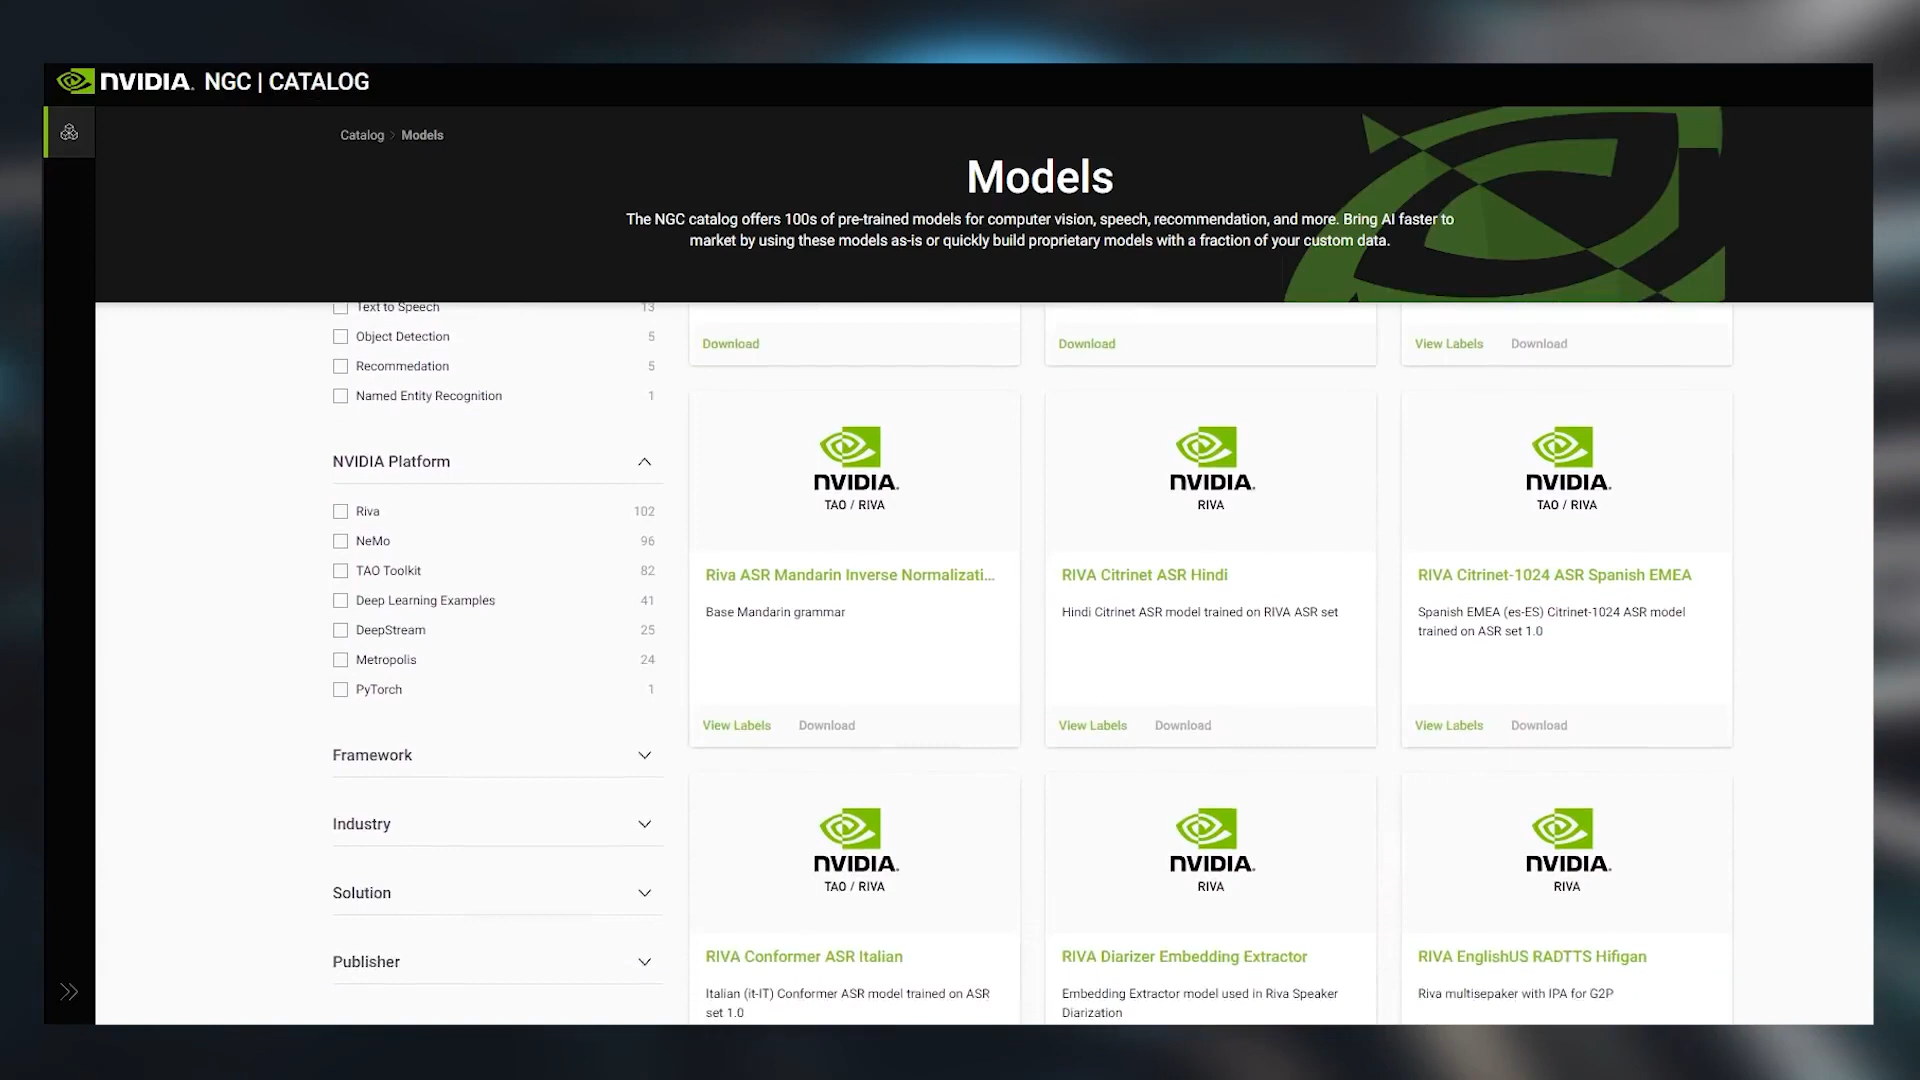 NVIDIA. NGC | CATALOG
Catalog > Models
Models
The NGC catalog offers 100s of pre-trained models for computer vision, speech, recommendation, and more. Bring AI faster to
market by using these models as-is or quickly build proprietary models with a fraction of your custom data.
Text to Speech 13
Object Detection 5
Recommedation 5
Named Entity Recognition 1
NVIDIA Platform
Riva 102
NeMo 96
TAO Toolkit 82
Deep Learning Examples 41
DeepStream 25
Metropolis 24
PyTorch 1
Framework
Industry
Solution
Publisher
Download
Download
View Labels Download
NVIDIA.
TAO / RIVA
Riva ASR Mandarin Inverse Normalizati...
Base Mandarin grammar
View Labels Download
NVIDIA.
RIVA
RIVA Citrinet ASR Hindi
Hindi Citrinet ASR model trained on RIVA ASR set
View Labels Download
NVIDIA.
TAO / RIVA
RIVA Citrinet-1024 ASR Spanish EMEA
Spanish EMEA (es-ES) Citrinet-1024 ASR model
trained on ASR set 1.0
View Labels Download
NVIDIA.
TAO / RIVA
RIVA Conformer ASR Italian
Italian (it-IT) Conformer ASR model trained on ASR
set 1.0
NVIDIA.
RIVA
RIVA Diarizer Embedding Extractor
Embedding Extractor model used in Riva Speaker
Diarization
NVIDIA.
RIVA
RIVA EnglishUS RADTTS Hifigan
Riva multisepaker with IPA for G2P